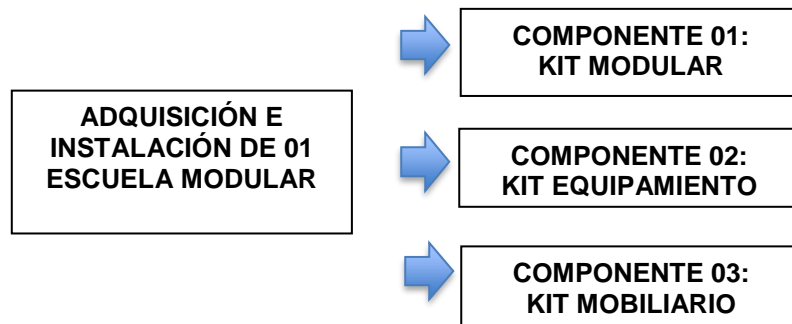 ADQUISICIÓN E
INSTALACIÓN DE 01
ESCUELA MODULAR
COMPONENTE 01:
KIT MODULAR
COMPONENTE 02:
KIT EQUIPAMIENTO
COMPONENTE 03:
KIT MOBILIARIO